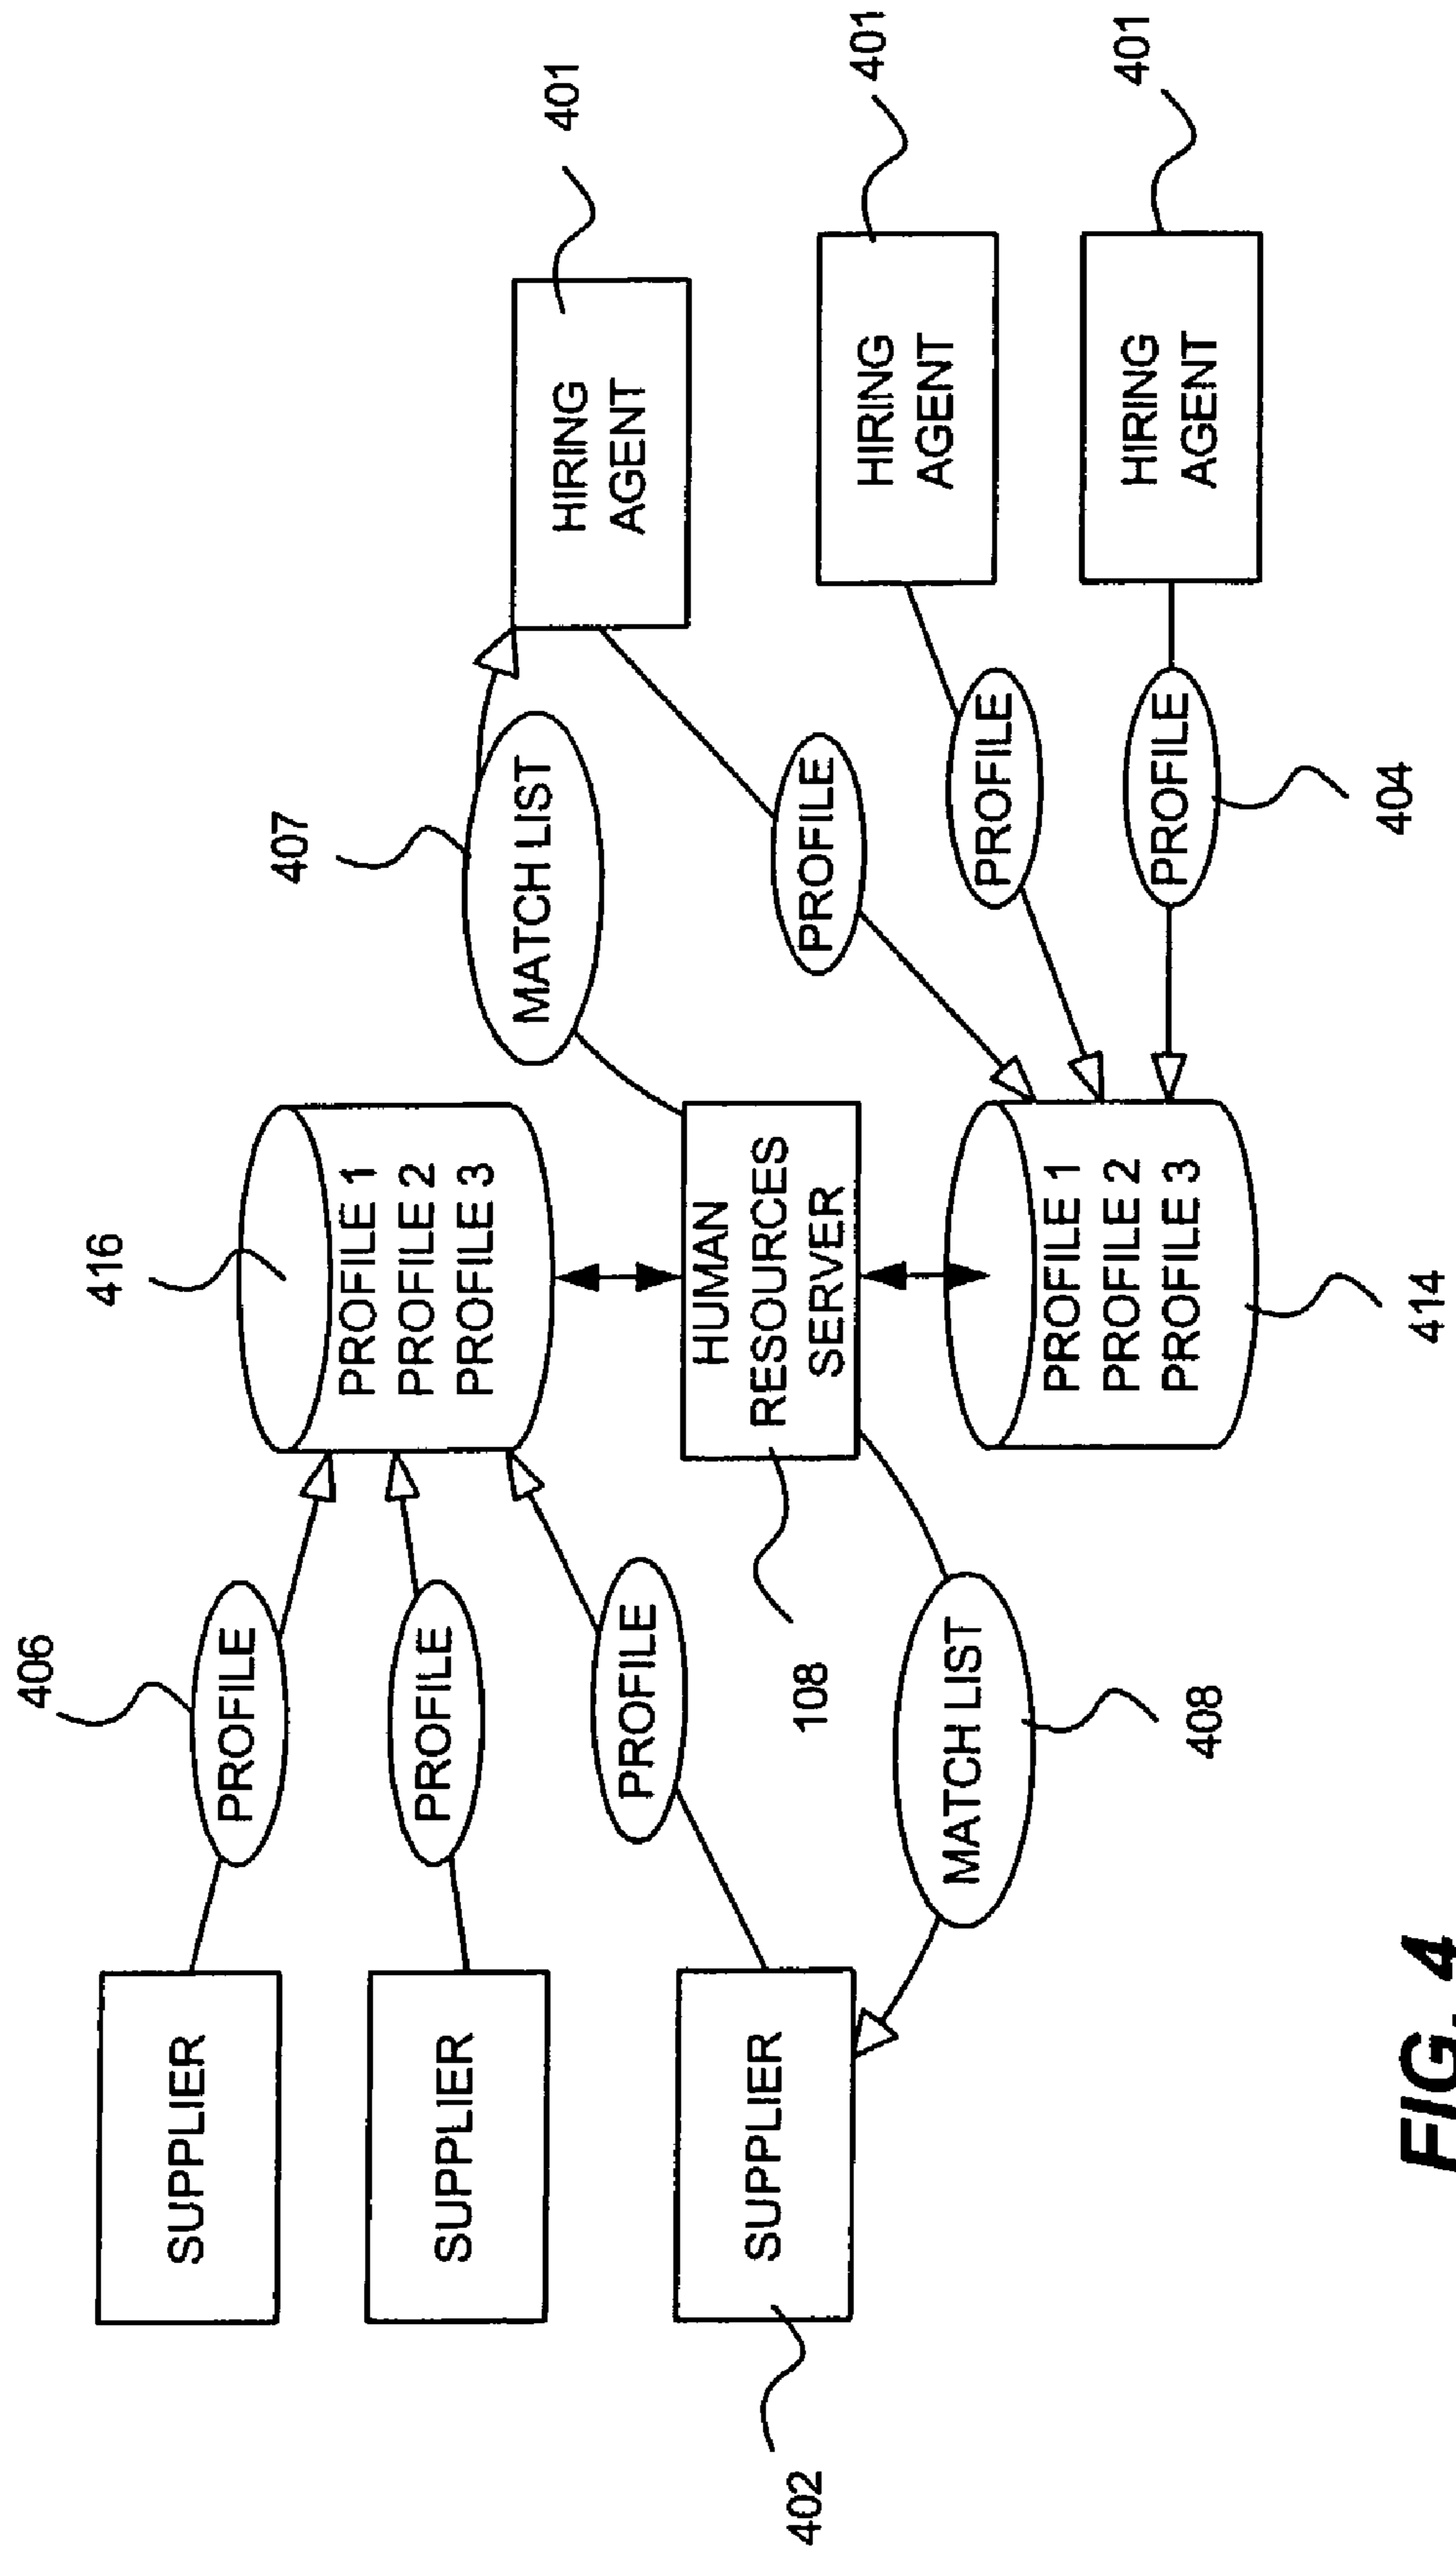 416
406
SUPPLIER
PROFILE
PROFILE 1
PROFILE 2
PROFILE 3
SUPPLIER
PROFILE
407
MATCH LIST
HIRING
AGENT
401
402
SUPPLIER
PROFILE
HUMAN
RESOURCES
SERVER
108
PROFILE
HIRING
AGENT
401
MATCH LIST
408
PROFILE
PROFILE 1
PROFILE 2
PROFILE 3
414
PROFILE
404
HIRING
AGENT
401
FIG. 4